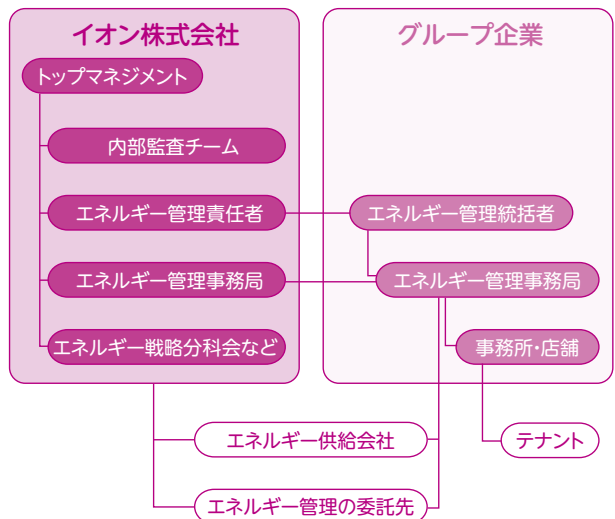 イオン株式会社
トップマネジメント
内部監査チーム
エネルギー管理責任者
エネルギー管理事務局
エネルギー戦略分科会など
グループ企業
エネルギー管理統括者
エネルギー管理事務局
事務所・店舗
テナント
エネルギー供給会社
エネルギー管理の委託先